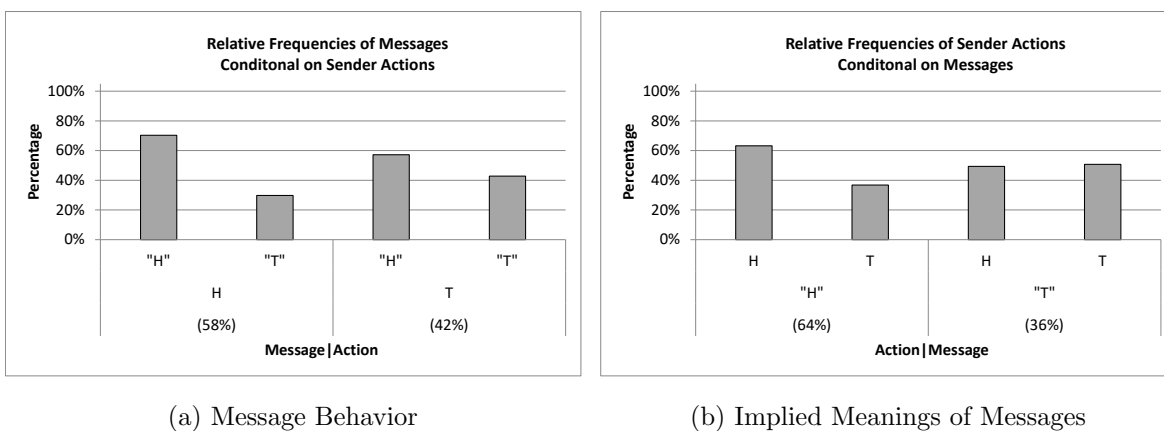 Relative Frequencies of Messages
Conditonal on Sender Actions
100%
80%
60%
40%
20%
0%
Percentage
"H" "T" "H" "T"
H T
(58%) (42%)
Message|Action
(a) Message Behavior
Relative Frequencies of Sender Actions
Conditonal on Messages
100%
80%
60%
40%
20%
0%
Percentage
H T H T
"H" "T"
(64%) (36%)
Action|Message
(b) Implied Meanings of Messages